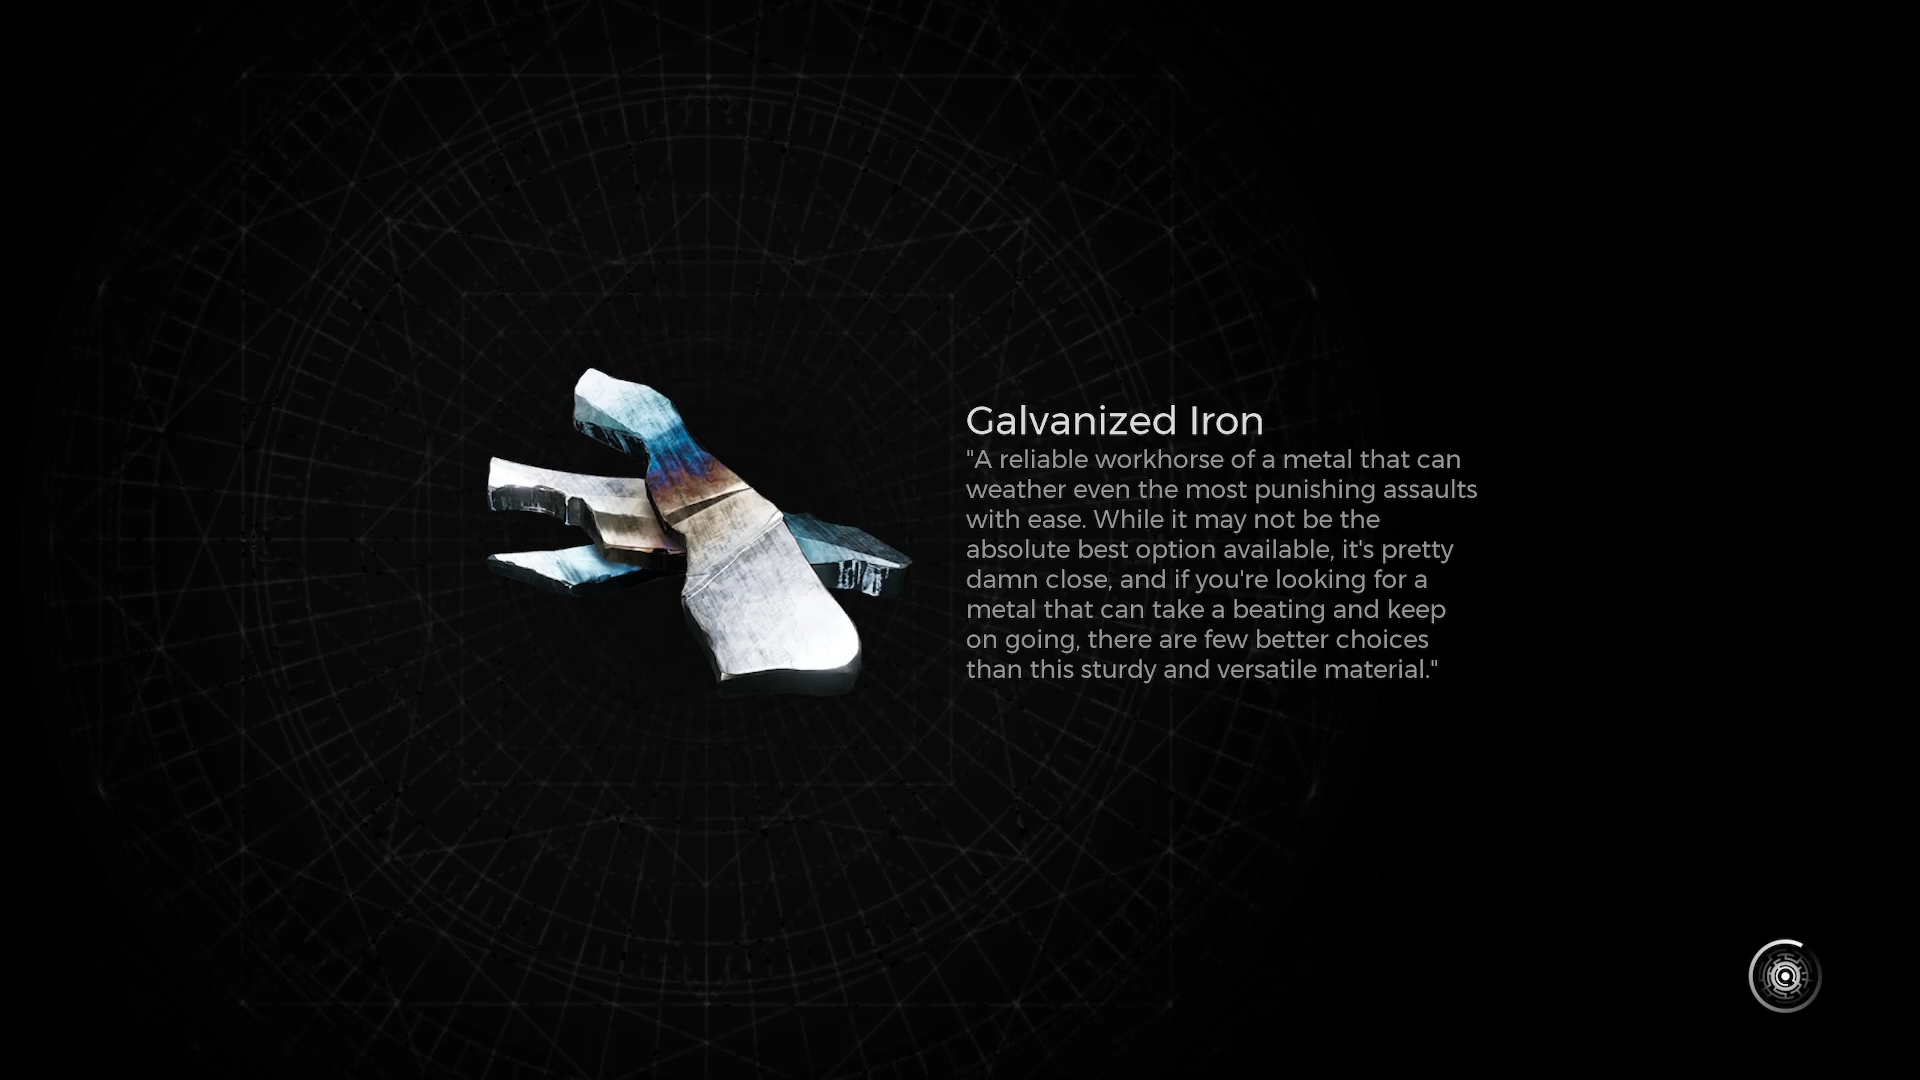 Galvanized Iron
"A reliable workhorse of a metal that can
weather even the most punishing assaults
with ease. While it may not be the
absolute best option available, it's pretty
damn close, and if you're looking for a
metal that can take a beating and keep
on going, there are few better choices
than this sturdy and versatile material."